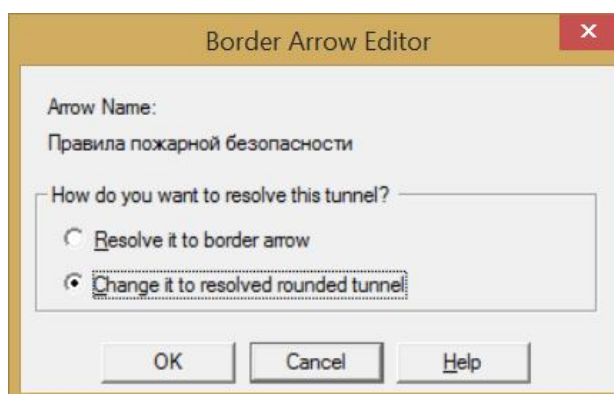 Border Arrow Editor
Arrow Name:
Правила пожарной безопасности
How do you want to resolve this tunnel?
Resolve it to border arrow
Change it to resolved rounded tunnel
OK Cancel Help